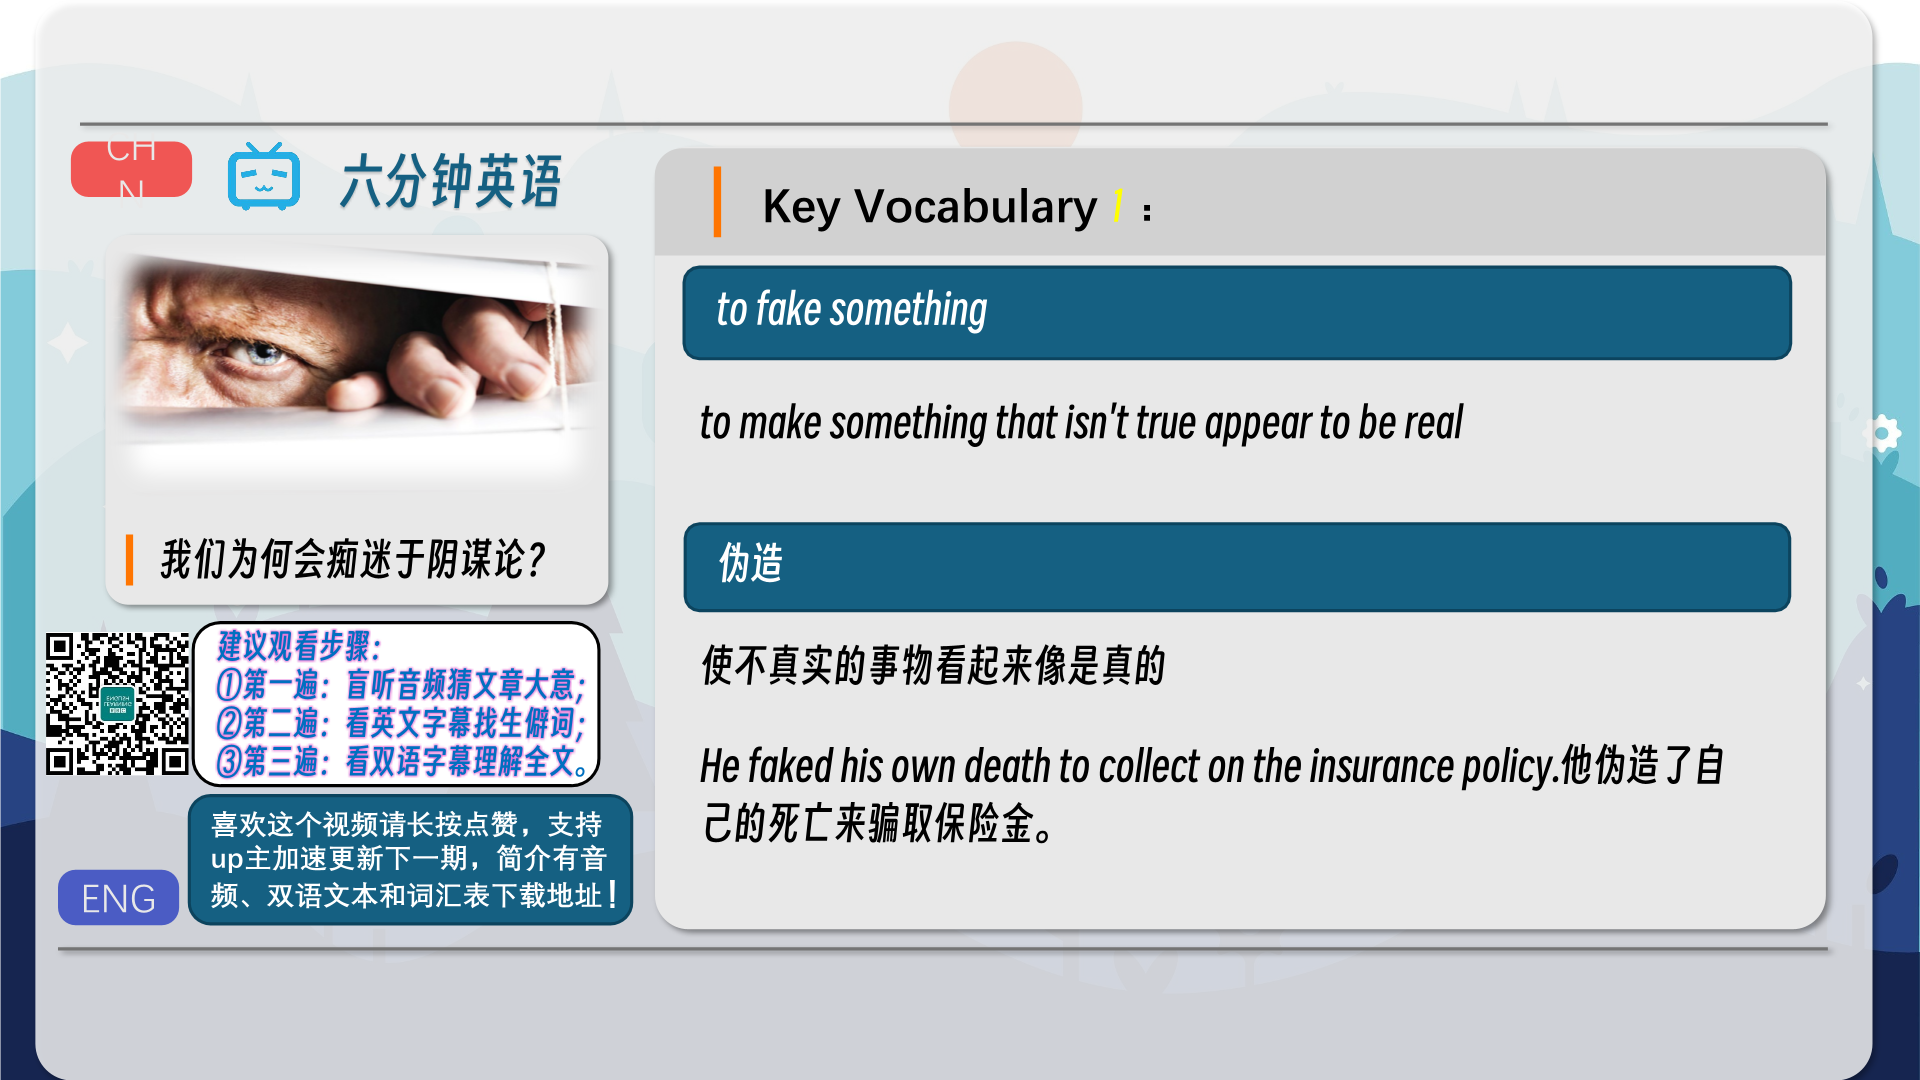 CH
N
六分钟英语
我们为何会痴迷于阴谋论?
建议观看步骤:
①第一遍: 盲听音频猜文章大意;
②第二遍: 看英文字幕找生僻词;
③第三遍: 看双语字幕理解全文。
喜欢这个视频请长按点赞，支持
up主加速更新下一期，简介有音
频、双语文本和词汇表下载地址！
ENG
Key Vocabulary 1：
to fake something
to make something that isn't true appear to be real
伪造
使不真实的事物看起来像是真的
He faked his own death to collect on the insurance policy.他伪造了自
己的死亡来骗取保险金。